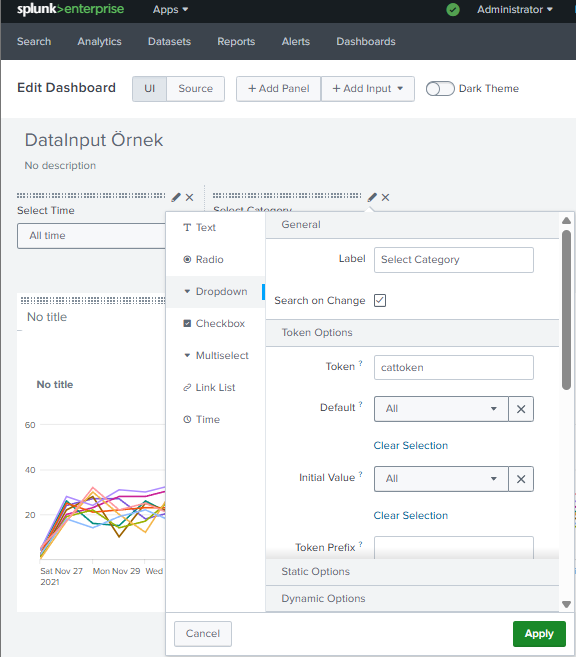 splunk>enterprise Apps Administrator
Search Analytics Datasets Reports Alerts Dashboards
Edit Dashboard UI Source + Add Panel + Add Input Dark Theme
DataInput Örnek
No description
Select Time
All time
Select Category
No title
No title
60
40
20
Sat Nov 27 Mon Nov 29 Wed
2021
Text
Radio
Dropdown
Checkbox
Multiselect
Link List
Time
General
Label Select Category
Search on Change
Token Options
Token ? cattoken
Default ? All
Clear Selection
Initial Value ? All
Clear Selection
Token Prefix ?
Static Options
Dynamic Options
Cancel Apply